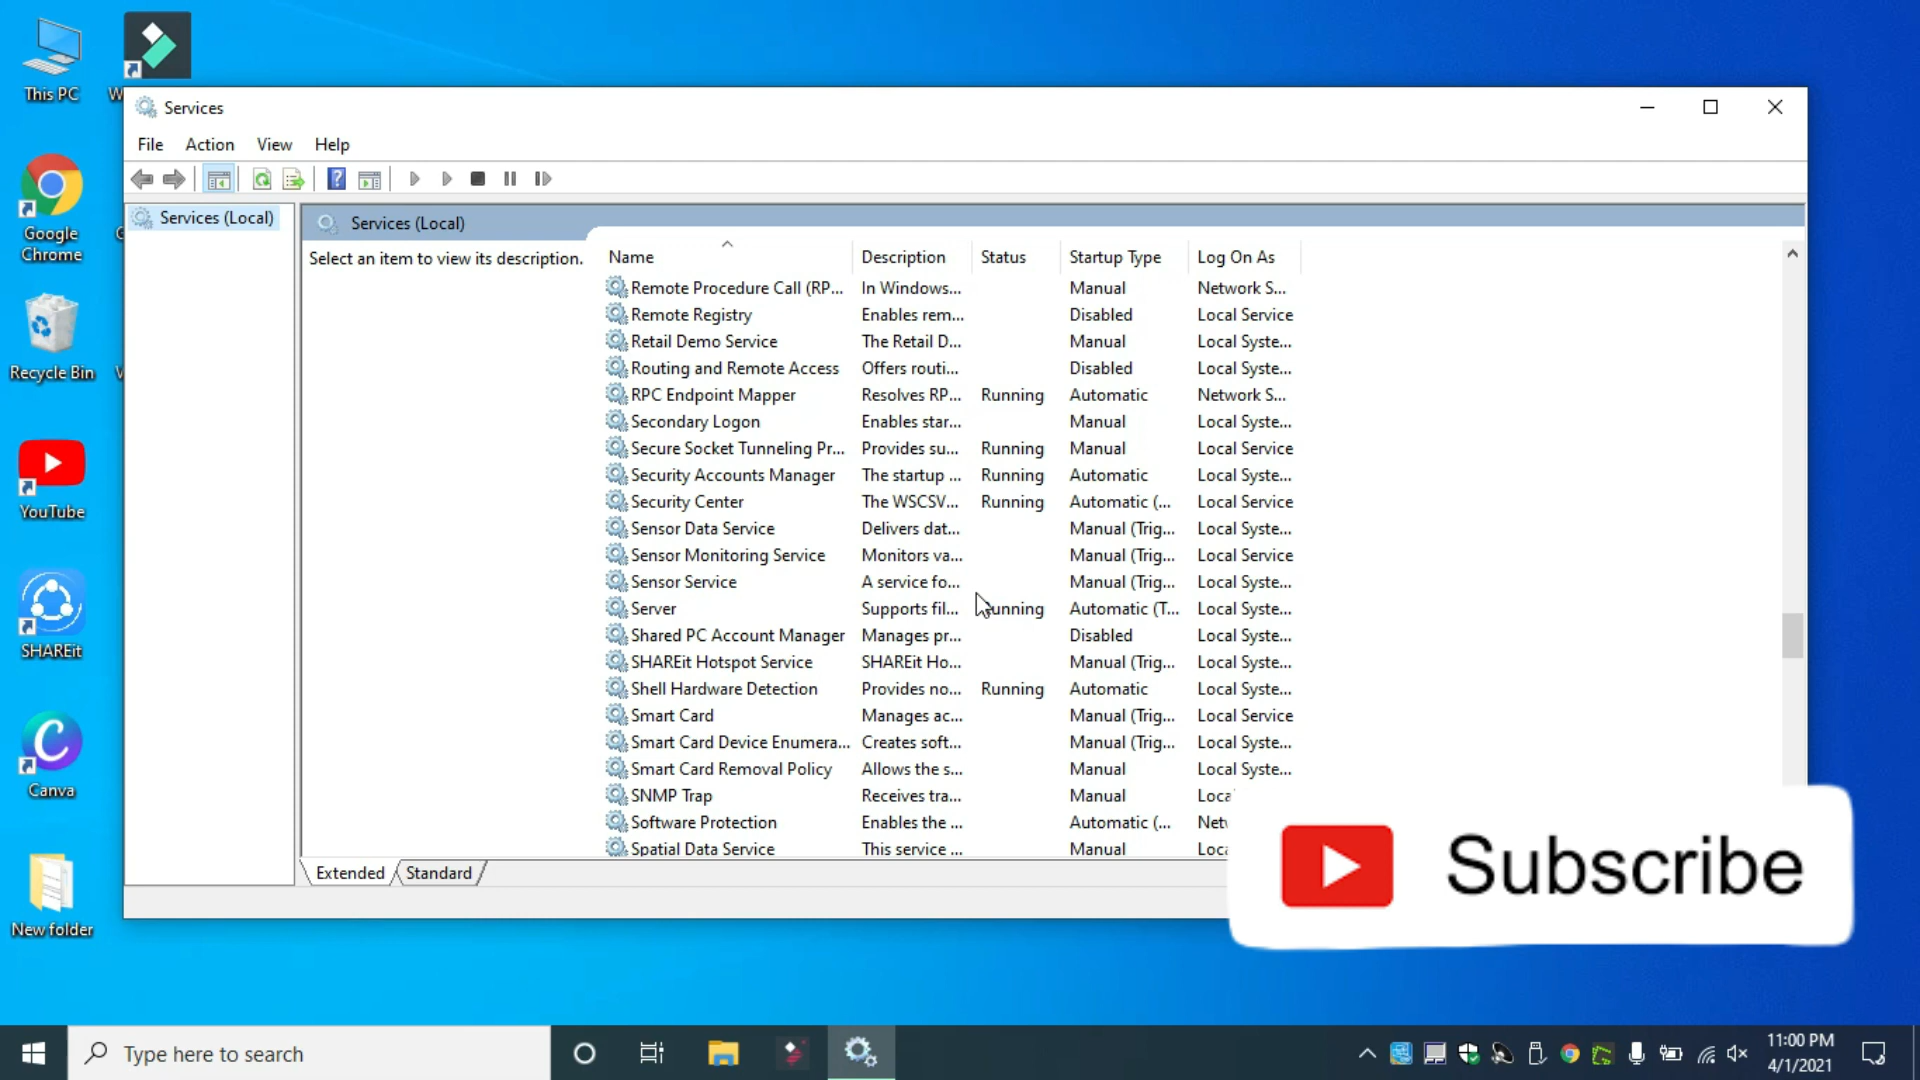 This PC
W
Google
Chrome
Recycle Bin
YouTube
SHAREit
Canva
New folder
Services
File Action View Help
Services (Local)
Services (Local)
Select an item to view its description.
Name Description Status Startup Type Log On As
Remote Procedure Call (RP... In Windows... Manual Network S...
Remote Registry Enables rem... Disabled Local Service
Retail Demo Service The Retail D... Manual Local Syste...
Routing and Remote Access Offers routi... Disabled Local Syste...
RPC Endpoint Mapper Resolves RP... Running Automatic Network S...
Secondary Logon Enables star... Manual Local Syste...
Secure Socket Tunneling Pr... Provides su... Running Manual Local Service
Security Accounts Manager The startup ... Running Automatic Local Syste...
Security Center The WSCSV... Running Automatic (... Local Service
Sensor Data Service Delivers dat... Manual (Trig... Local Syste...
Sensor Monitoring Service Monitors va... Manual (Trig... Local Service
Sensor Service A service fo... Manual (Trig... Local Syste...
Server Supports fil... Running Automatic (T... Local Syste...
Shared PC Account Manager Manages pr... Disabled Local Syste...
SHAREit Hotspot Service SHAREit Ho... Manual (Trig... Local Syste...
Shell Hardware Detection Provides no... Running Automatic Local Syste...
Smart Card Manages ac... Manual (Trig... Local Service
Smart Card Device Enumera... Creates soft... Manual (Trig... Local Syste...
Smart Card Removal Policy Allows the s... Manual Local Syste...
SNMP Trap Receives tra... Manual Loca
Software Protection Enables the ... Automatic (... Net
Spatial Data Service This service ... Manual Loca
Extended Standard
Subscribe
Type here to search
11:00 PM
4/1/2021